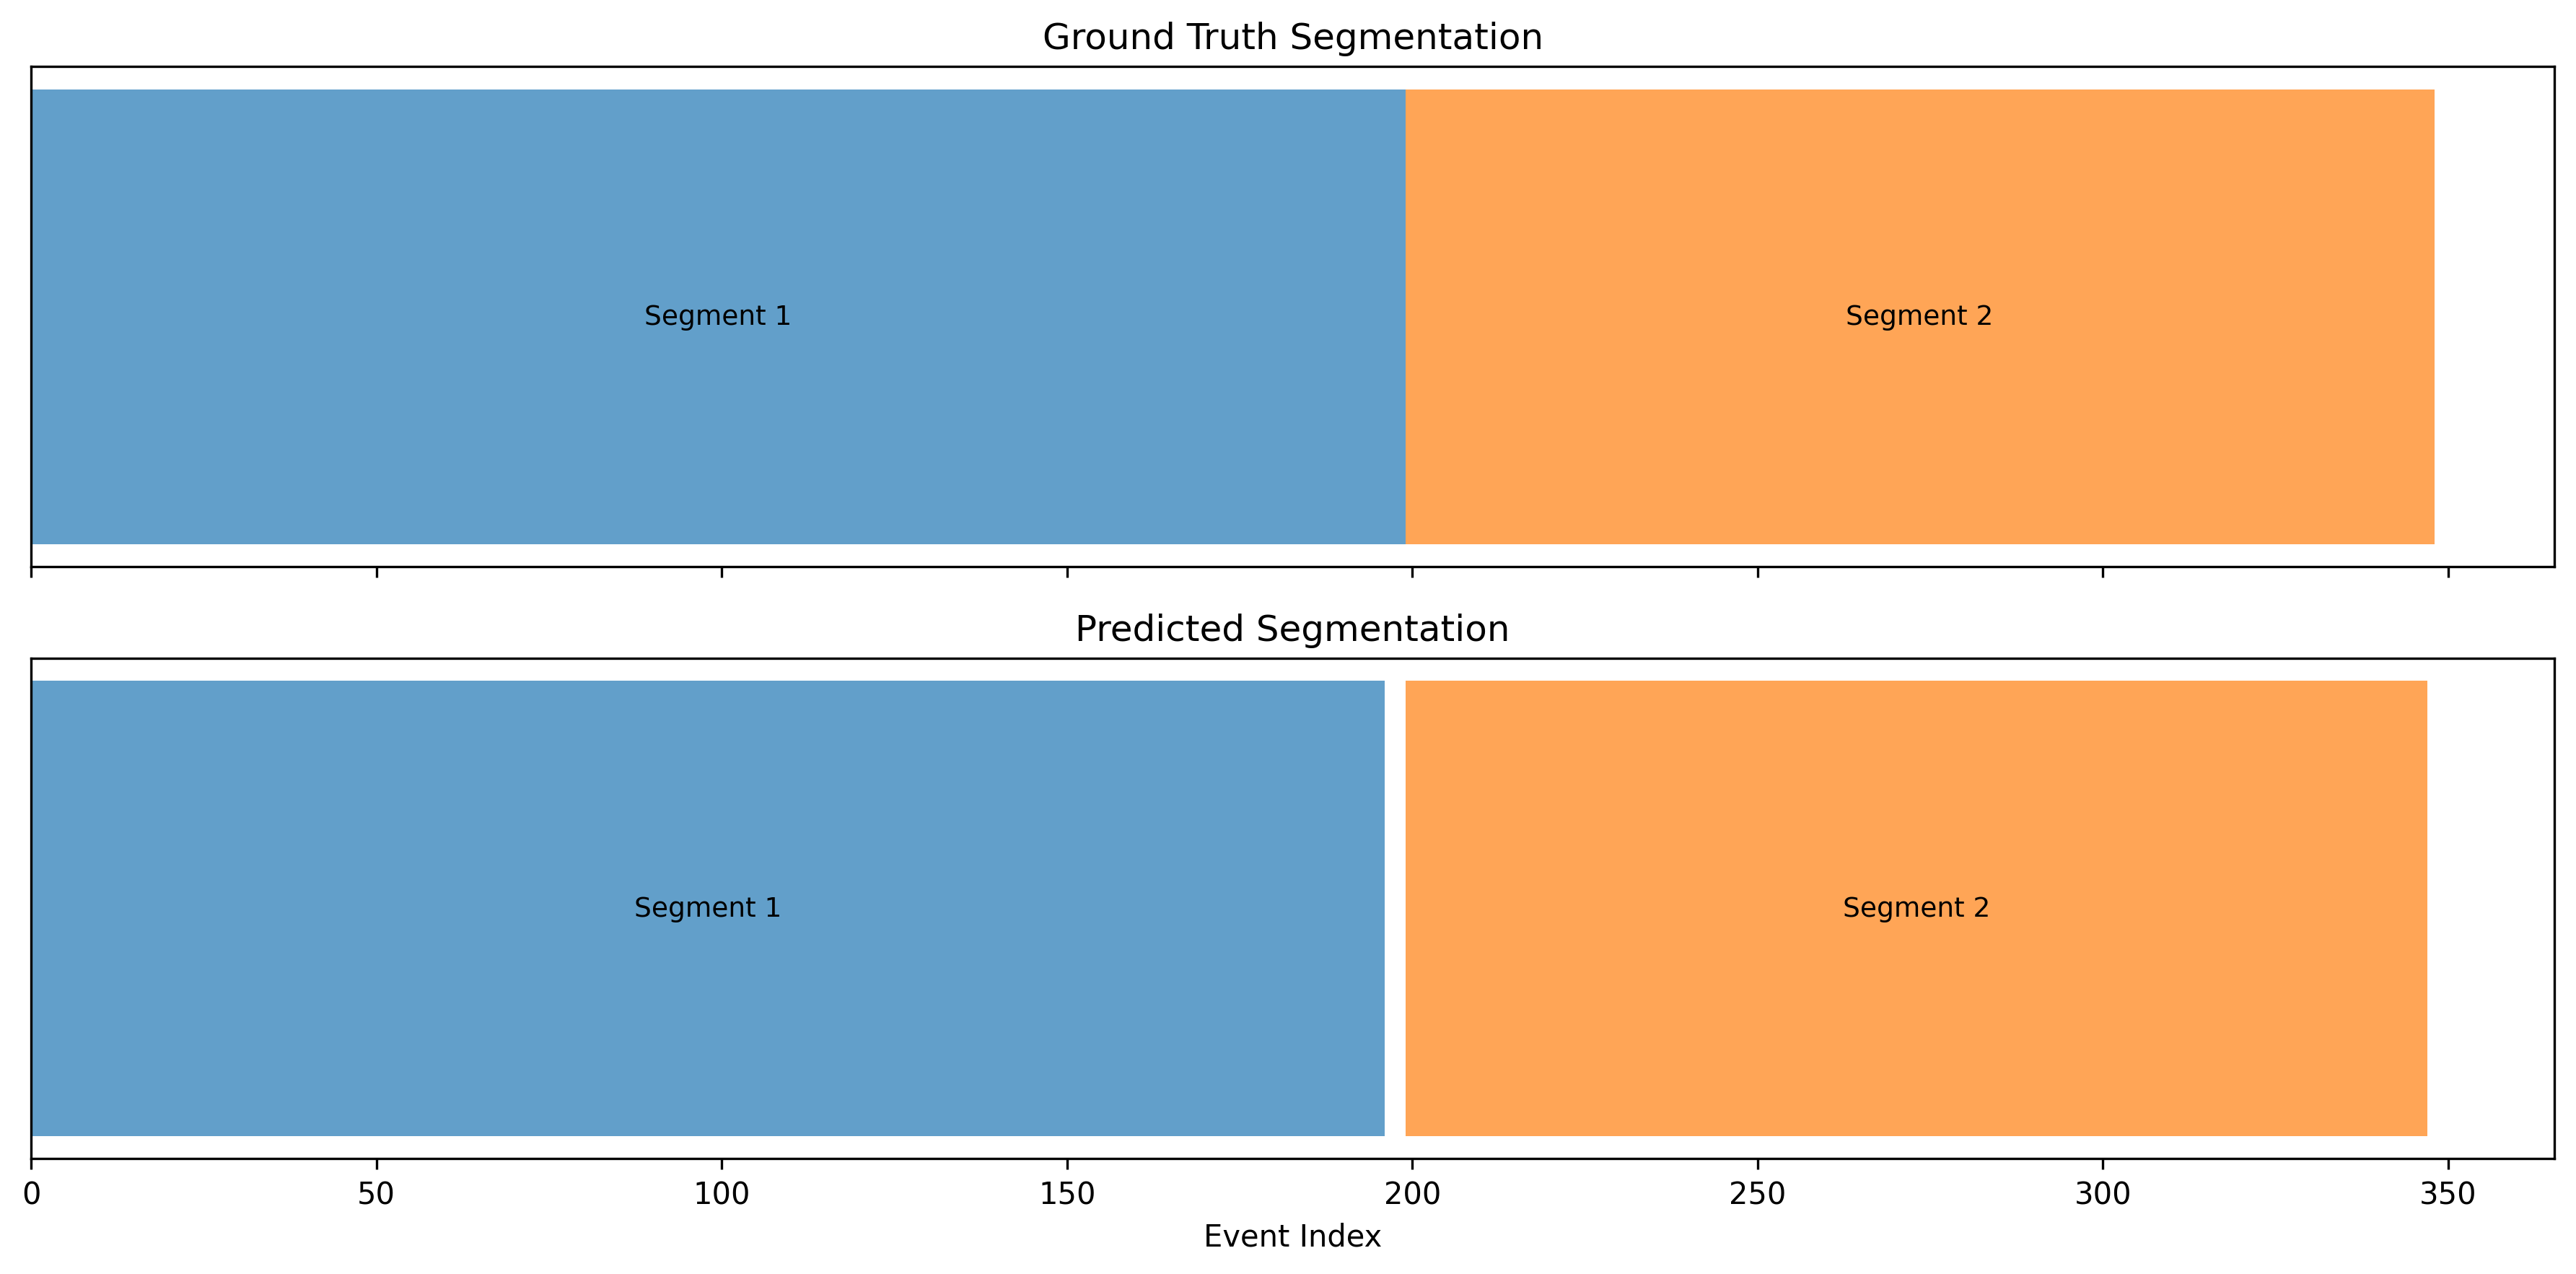 Ground Truth Segmentation
Segment 1
Segment 2
Predicted Segmentation
Segment 1
Segment 2
0 50 100 150 200 250 300 350
Event Index